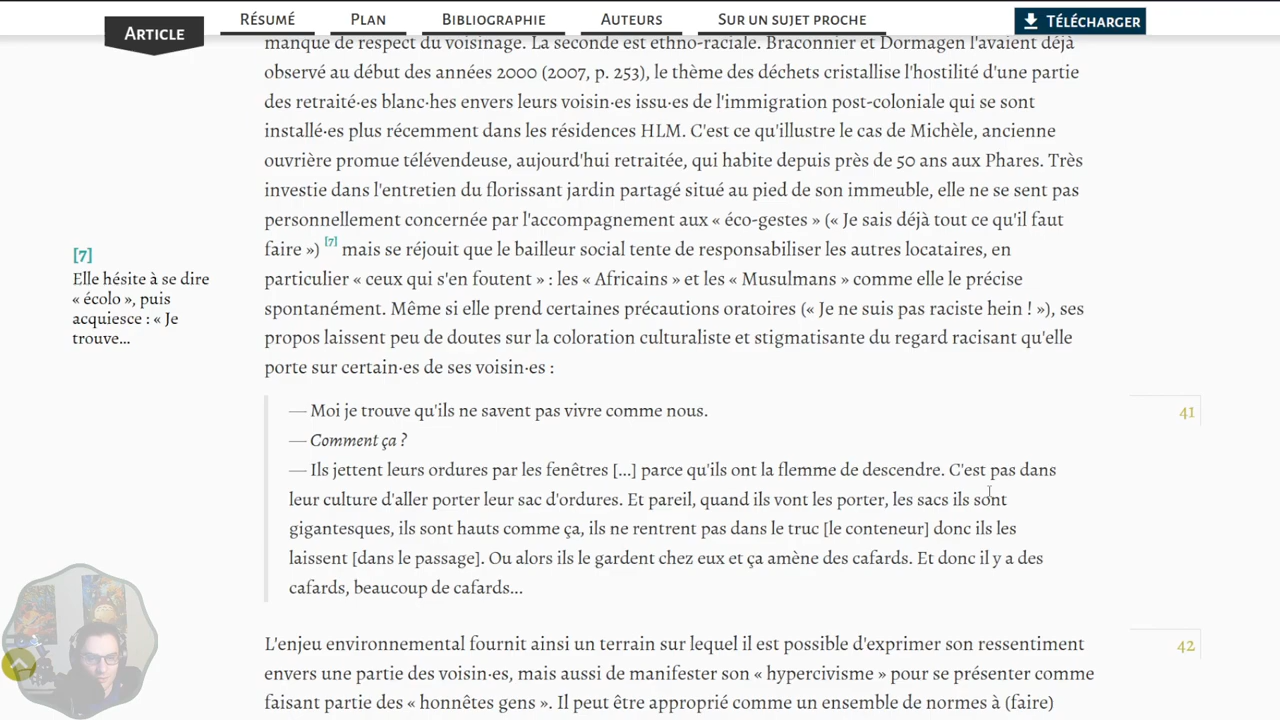 ARTICLE
RÉSUMÉ
PLAN
BIBLIOGRAPHIE
AUTEURS
SUR UN SUJET PROCHE
TÉLÉCHARGER
manque de respect du voisinage. La seconde est ethno-raciale. Braconnier et Dormagen l'avaient déjà
observé au début des années 2000 (2007, p. 253), le thème des déchets cristallise l'hostilité d'une partie
des retraité·es blanc·hes envers leurs voisin·es issu·es de l'immigration post-coloniale qui se sont
installé·es plus récemment dans les résidences HLM. C'est ce qu'illustre le cas de Michèle, ancienne
ouvrière promue télévendeuse, aujourd'hui retraitée, qui habite depuis près de 50 ans aux Phares. Très
investie dans l'entretien du florissant jardin partagé situé au pied de son immeuble, elle ne se sent pas
personnellement concernée par l'accompagnement aux « éco-gestes » (« Je sais déjà tout ce qu'il faut
faire ») [7] mais se réjouit que le bailleur social tente de responsabiliser les autres locataires, en
particulier « ceux qui s'en foutent » : les « Africains » et les « Musulmans » comme elle le précise
spontanément. Même si elle prend certaines précautions oratoires (« Je ne suis pas raciste hein ! »), ses
propos laissent peu de doutes sur la coloration culturaliste et stigmatisante du regard racisant qu'elle
porte sur certain·es de ses voisin·es :
[7]
Elle hésite à se dire
« écolo », puis
acquiesce : « Je
trouve…
— Moi je trouve qu'ils ne savent pas vivre comme nous.
41
— Comment ça ?
— Ils jettent leurs ordures par les fenêtres […] parce qu'ils ont la flemme de descendre. C'est pas dans
leur culture d'aller porter leur sac d'ordures. Et pareil, quand ils vont les porter, les sacs ils sont
gigantesques, ils sont hauts comme ça, ils ne rentrent pas dans le truc [le conteneur] donc ils les
laissent [dans le passage]. Ou alors ils le gardent chez eux et ça amène des cafards. Et donc il y a des
cafards, beaucoup de cafards…
L'enjeu environnemental fournit ainsi un terrain sur lequel il est possible d'exprimer son ressentiment
42
envers une partie des voisin·es, mais aussi de manifester son « hypercivisme » pour se présenter comme
faisant partie des « honnêtes gens ». Il peut être approprié comme un ensemble de normes à (faire)